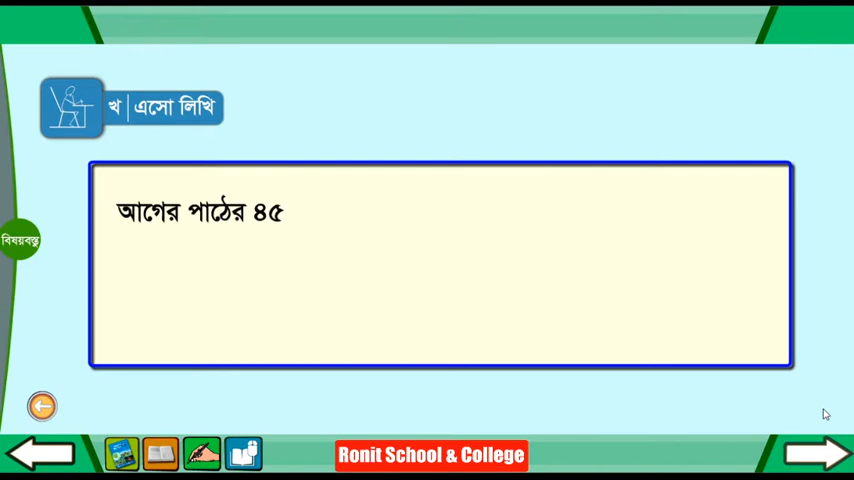 খ | এসো লিখি
আগের পাঠের ৪৫
বিষয়বস্তু
Ronit School & College